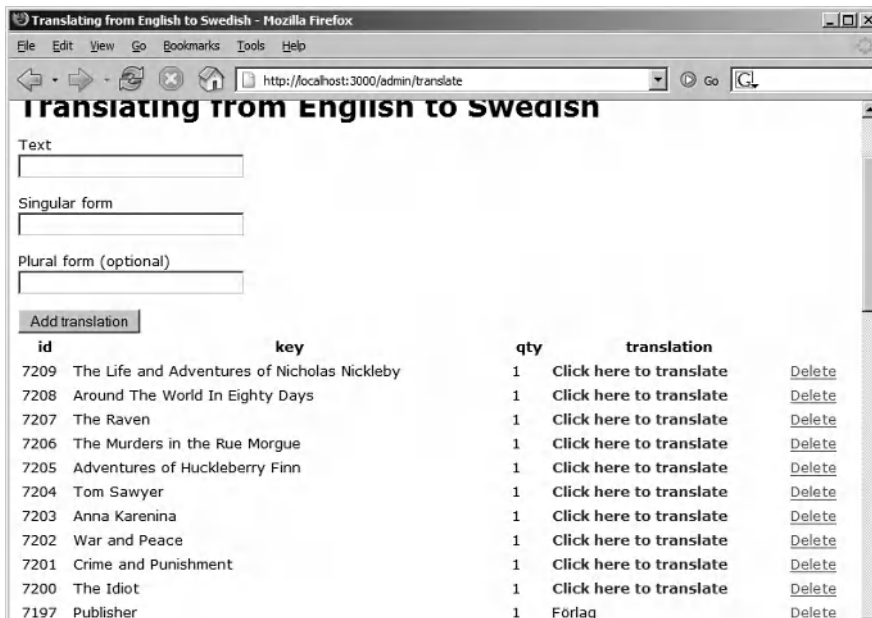 Translating from English to Swedish - Mozilla Firefox
File Edit View Go Bookmarks Tools Help
http://localhost:3000/admin/translate Go G
Translating from English to Swedish
Text
Singular form
Plural form (optional)
Add translation
id key qty translation
7209 The Life and Adventures of Nicholas Nickleby 1 Click here to translate Delete
7208 Around The World In Eighty Days 1 Click here to translate Delete
7207 The Raven 1 Click here to translate Delete
7206 The Murders in the Rue Morgue 1 Click here to translate Delete
7205 Adventures of Huckleberry Finn 1 Click here to translate Delete
7204 Tom Sawyer 1 Click here to translate Delete
7203 Anna Karenina 1 Click here to translate Delete
7202 War and Peace 1 Click here to translate Delete
7201 Crime and Punishment 1 Click here to translate Delete
7200 The Idiot 1 Click here to translate Delete
7197 Publisher 1 Förlag Delete